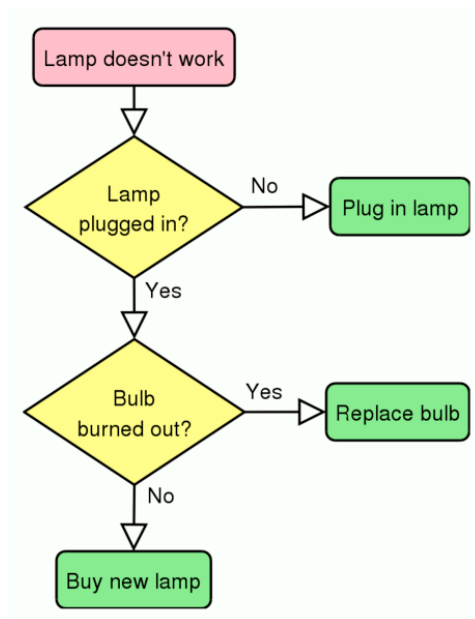 Lamp doesn't work
Lamp
plugged in?
No
Plug in lamp
Yes
Bulb
burned out?
Yes
Replace bulb
No
Buy new lamp